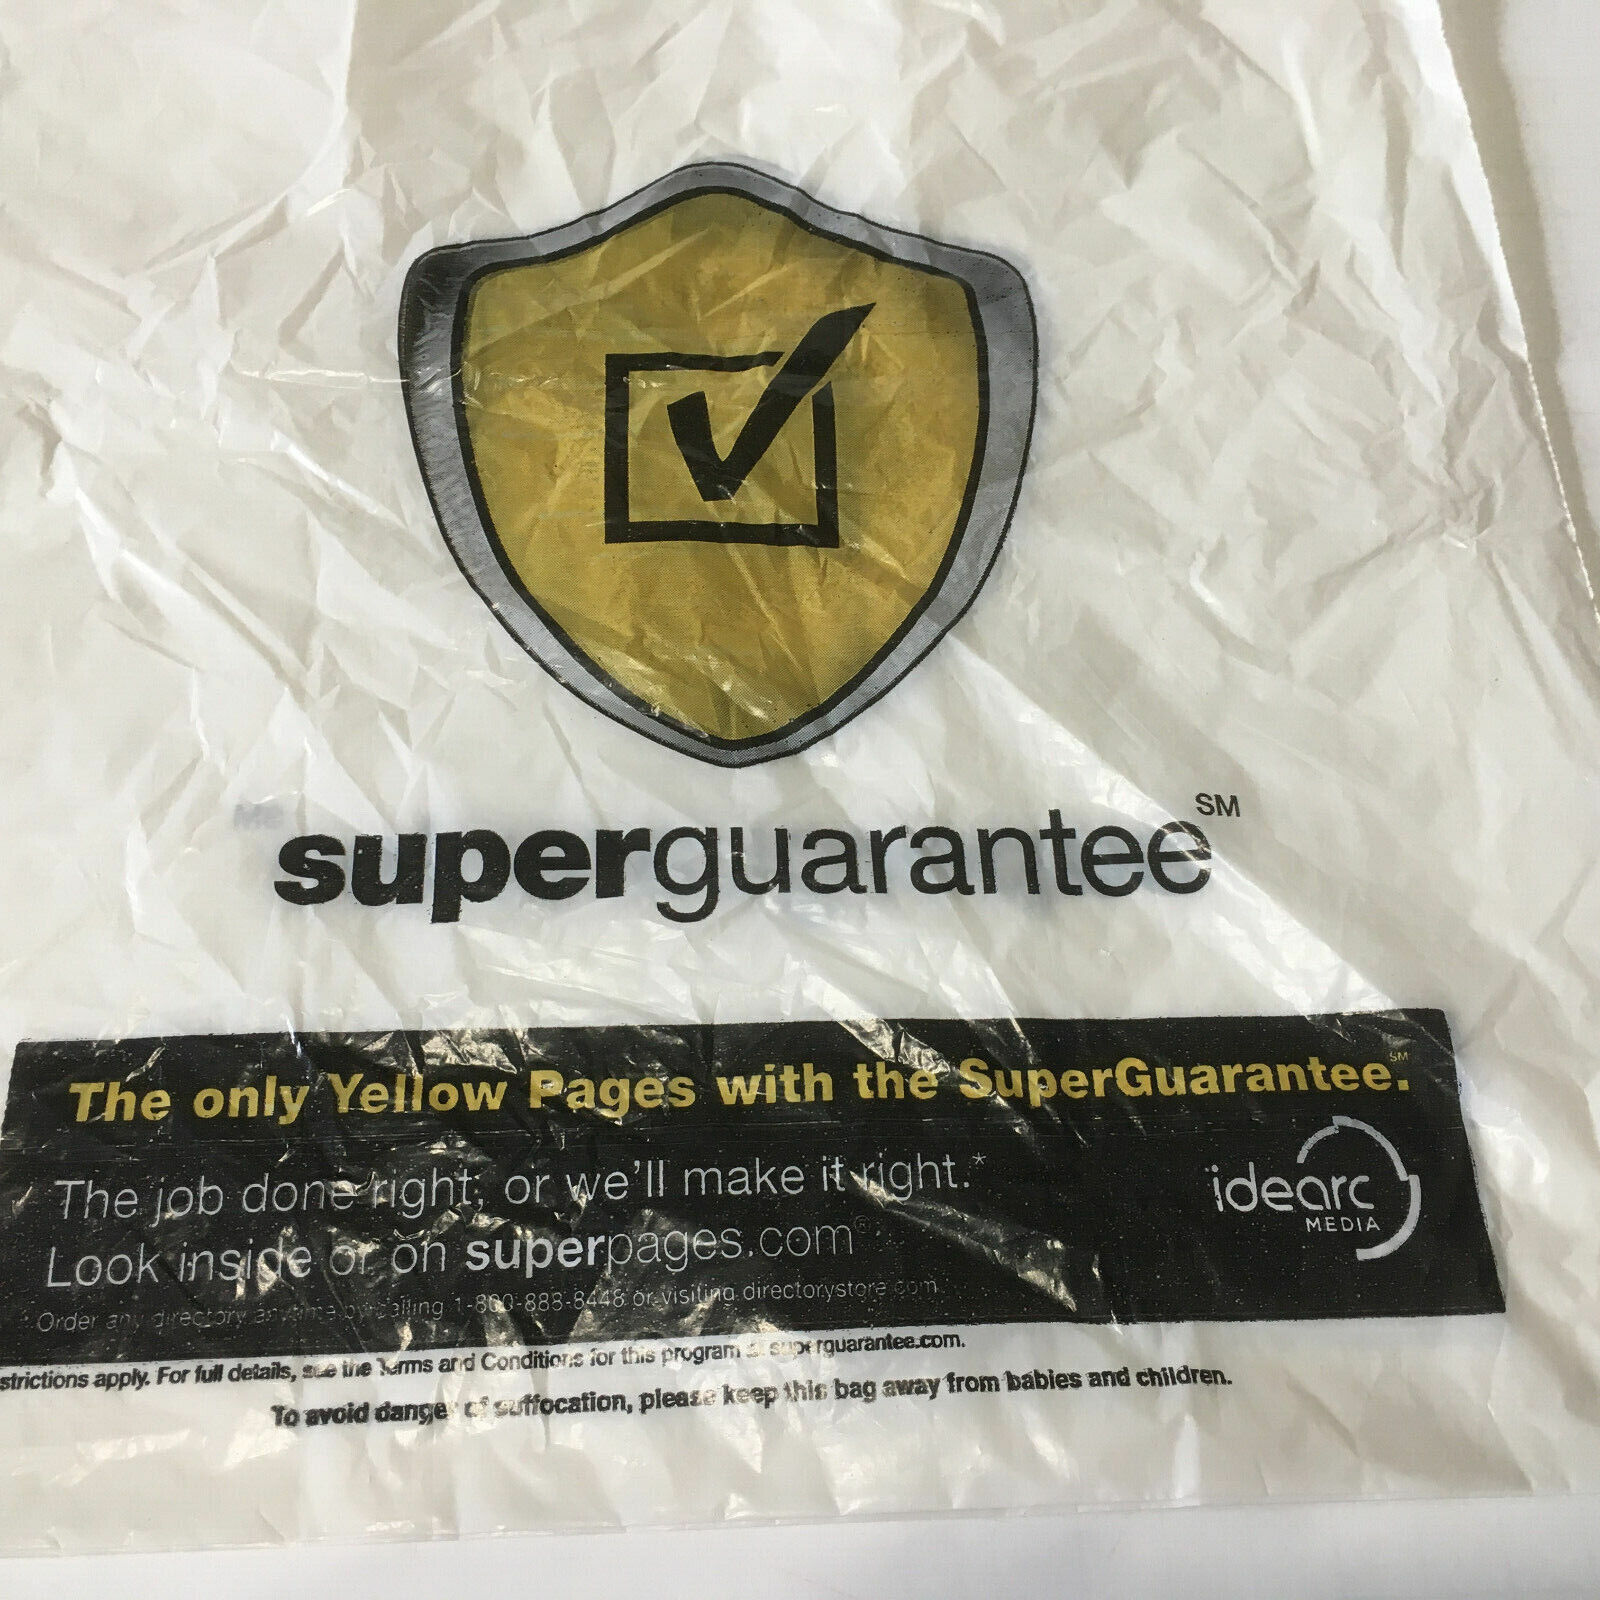 superguarantee SM
The only Yellow Pages with the SuperGuarantee.℠
The job done right, or we'll make it right.*
Look inside or on superpages.com®.
idearc
MEDIA
Order any directory anytime by calling 1-800-888-8448 or visiting directorystore.com.
strictions apply. For full details, see the Terms and Conditions for this program at superguarantee.com.
To avoid danger of suffocation, please keep this bag away from babies and children.